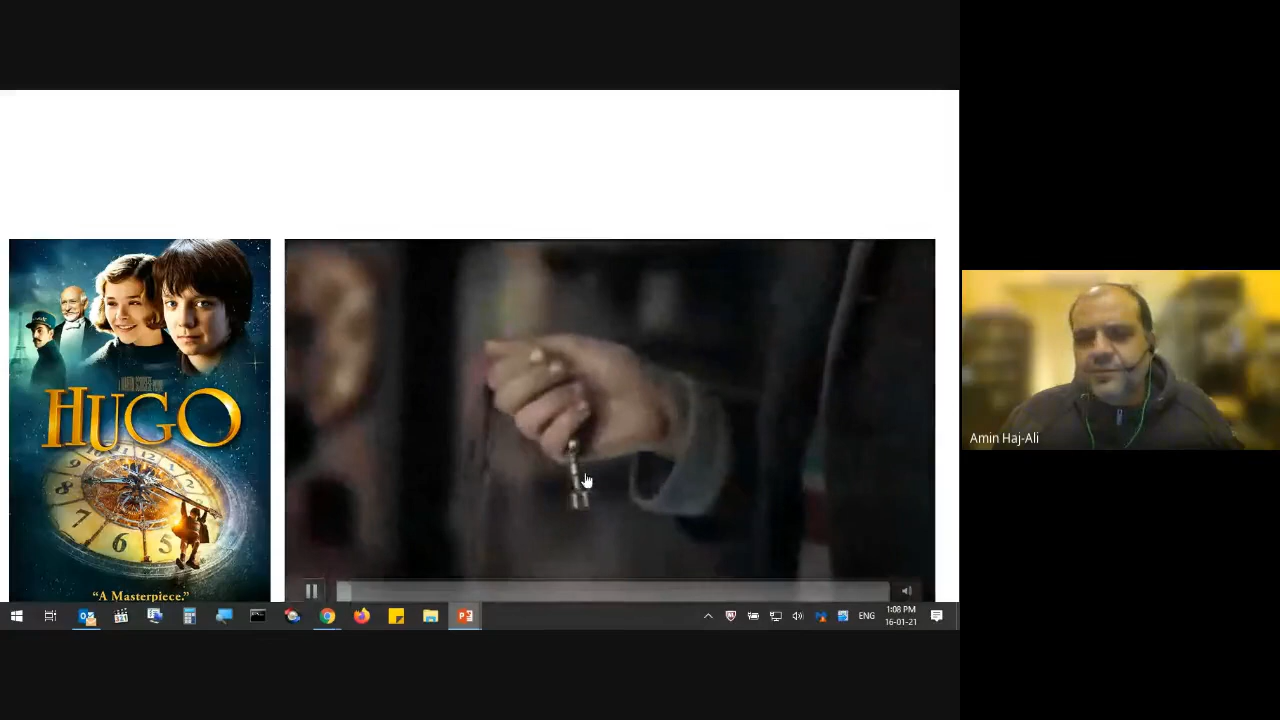 HUGO
"A Masterpiece."
Amin Haj-Ali
ENG
1:08 PM
16-01-21